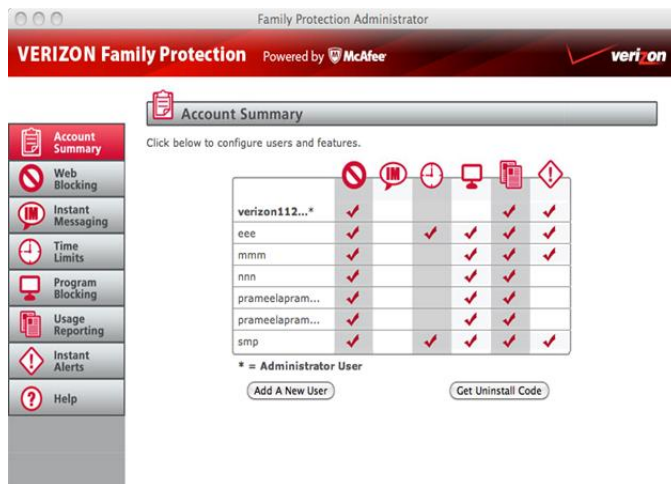 Family Protection Administrator
VERIZON Family Protection Powered by McAfee verizon
Account Summary
Click below to configure users and features.
Account
Summary
Web
Blocking
Instant
Messaging
Time
Limits
Program
Blocking
Usage
Reporting
Instant
Alerts
Help
IM
IM
verizon112...*
eee
mmm
nnn
prameelapram...
prameelapram...
smp
* = Administrator User
Add A New User Get Uninstall Code